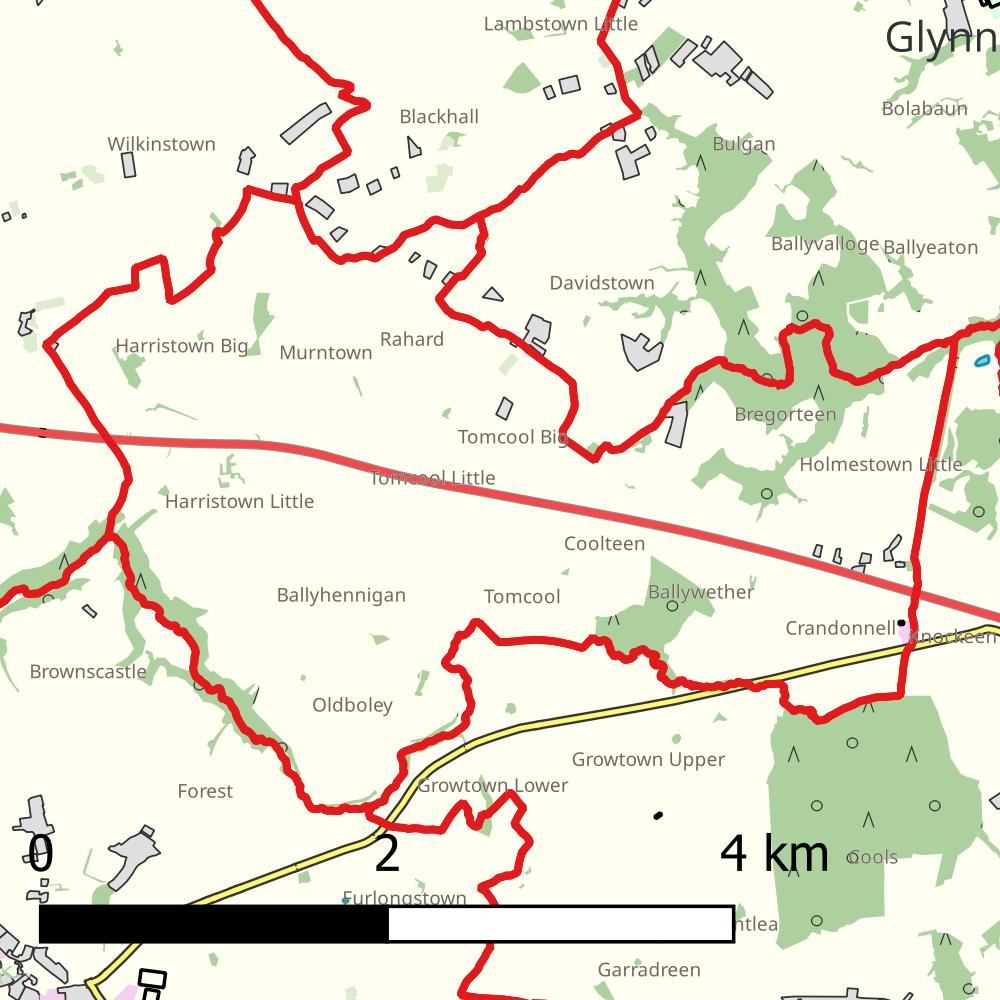 Lambstown Little
Glynn
Bolabaun
Blackhall
Wilkinstown
Bulgan
Ballyvalloge
Ballyeaton
Davidstown
Harristown Big
Murntown
Rahard
Bregorteen
Tomcool Big
Holmestown Little
Tomcool Little
Harristown Little
Coolteen
Ballyhennigan
Tomcool
Ballywether
Crandonnell
Knockeen
Brownscastle
Oldboley
Growtown Upper
Forest
Growtown Lower
0 2 4 km
Cools
Furlongstown
ntlea
Garradreen